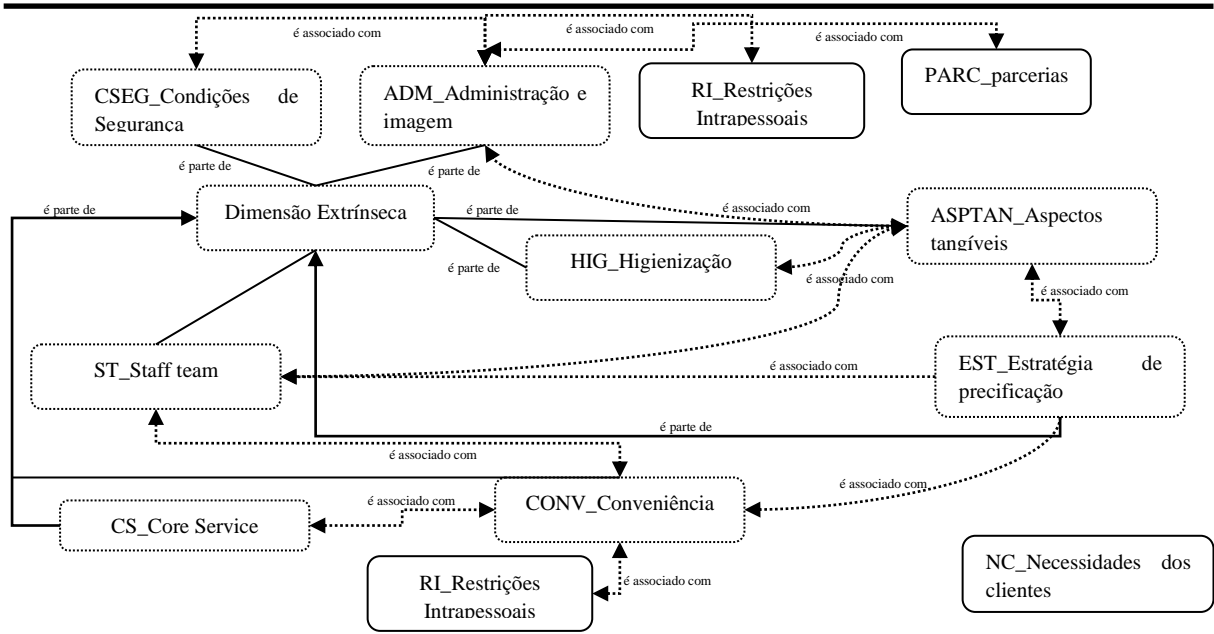 é associado com
é associado com
é associado com
CSEG_Condições de
Segurança
ADM_Administração e
imagem
RI_Restrições
Intrapessoais
PARC_parcerias
é parte de
é parte de
é parte de
Dimensão Extrínseca
é parte de
é associado com
ASPTAN_Aspectos
tangíveis
é parte de
HIG_Higienização
é associado com
é associado com
ST_Staff team
é associado com
EST_Estratégia de
precificação
é parte de
é associado com
é associado com
é associado com
CONV_Conveniência
CS_Core Service
RI_Restrições
Intrapessoais
é associado com
NC_Necessidades dos
clientes